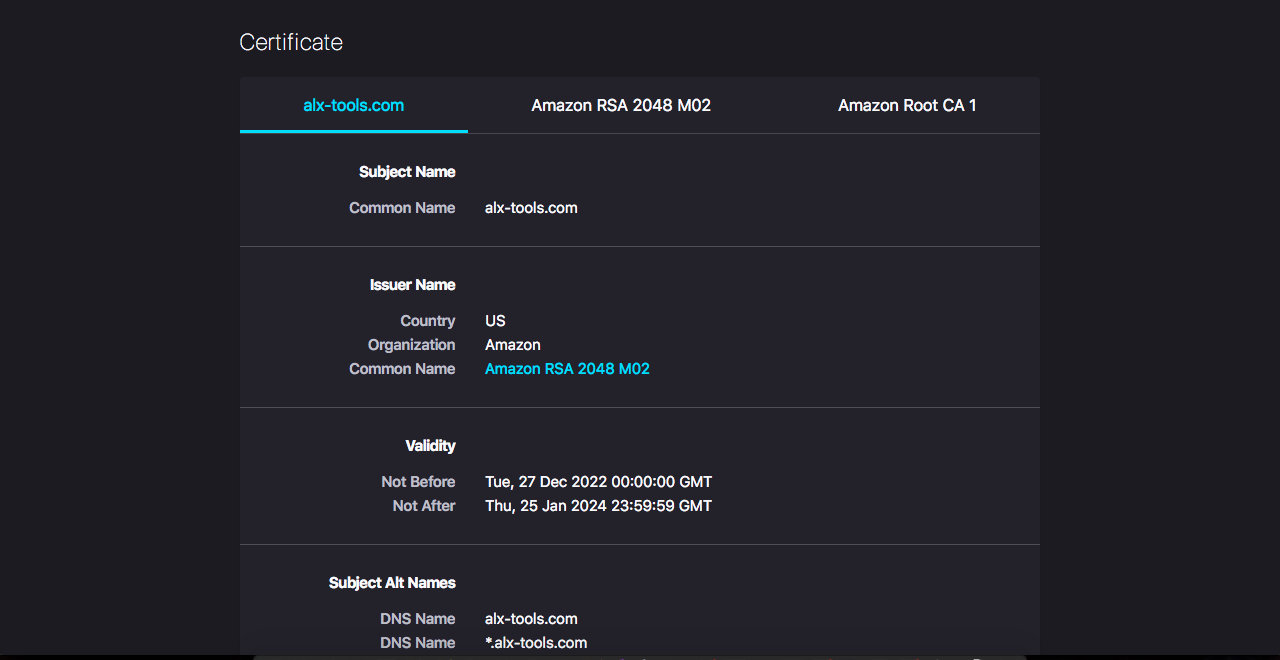 Certificate
alx-tools.com Amazon RSA 2048 M02 Amazon Root CA 1
Subject Name
Common Name alx-tools.com
Issuer Name
Country US
Organization Amazon
Common Name Amazon RSA 2048 M02
Validity
Not Before Tue, 27 Dec 2022 00:00:00 GMT
Not After Thu, 25 Jan 2024 23:59:59 GMT
Subject Alt Names
DNS Name alx-tools.com
DNS Name *.alx-tools.com